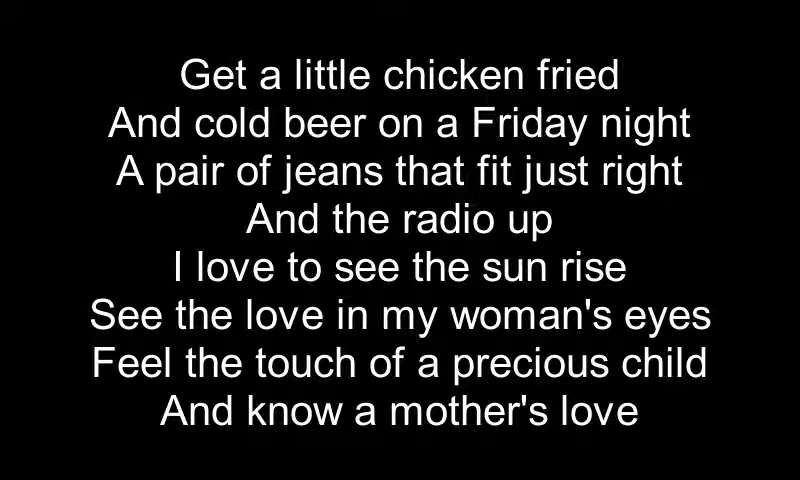 Get a little chicken fried
And cold beer on a Friday night
A pair of jeans that fit just right
And the radio up
I love to see the sun rise
See the love in my woman's eyes
Feel the touch of a precious child
And know a mother's love